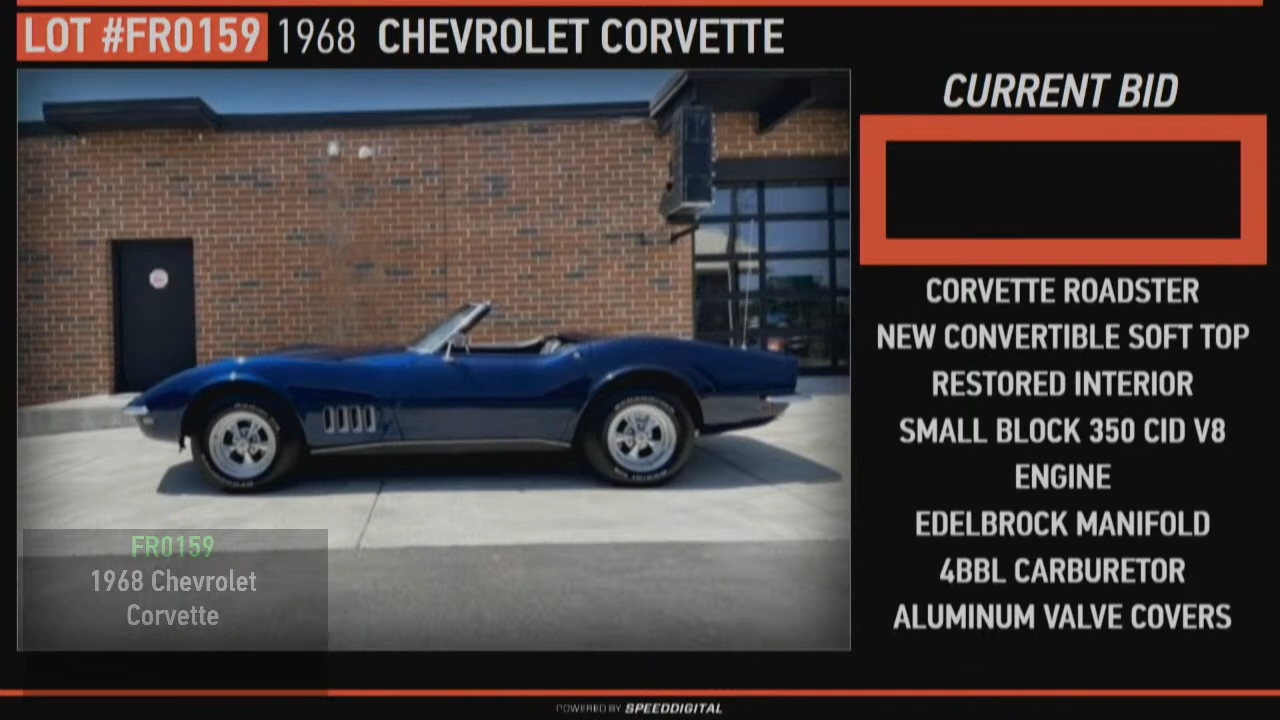 LOT #FR0159 1968 CHEVROLET CORVETTE
CURRENT BID
CORVETTE ROADSTER
NEW CONVERTIBLE SOFT TOP
RESTORED INTERIOR
SMALL BLOCK 350 CID V8
ENGINE
EDELBROCK MANIFOLD
4BBL CARBURETOR
ALUMINUM VALVE COVERS
FR0159
1968 Chevrolet
Corvette
POWERED BY SPEEDDIGITAL